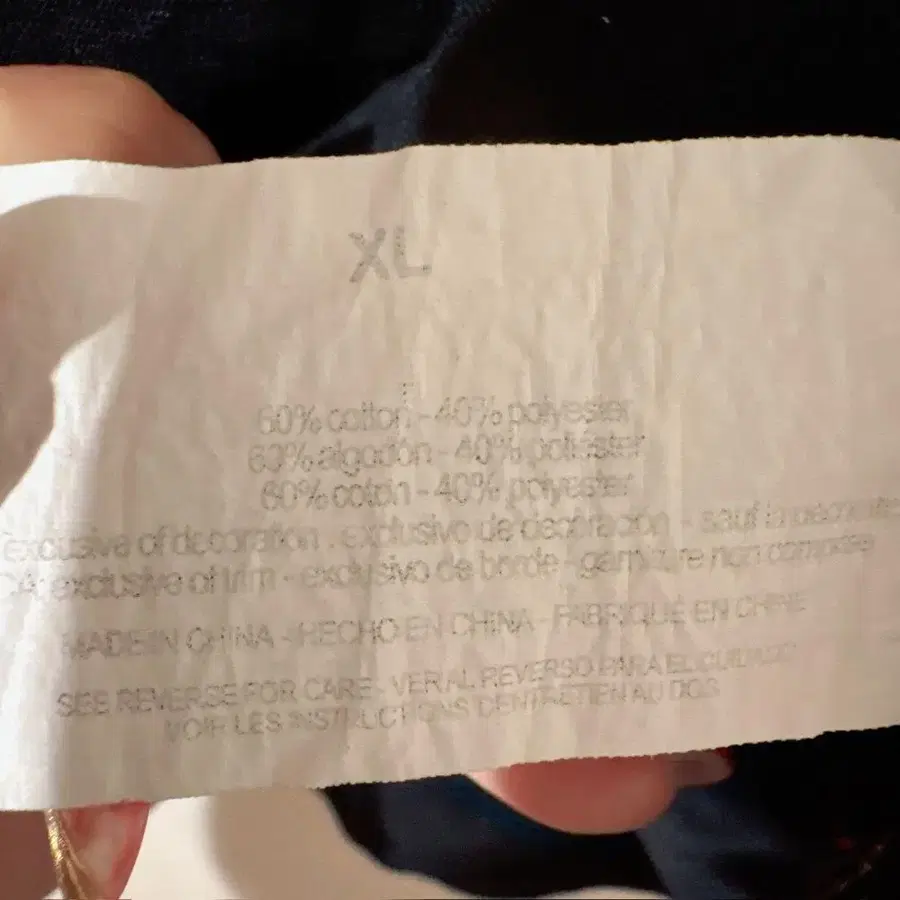 XL
60% cotton - 40% polyester
60% algodón - 40% poliéster
60% coton - 40% polyester
Exclusive of decoration . exclusivo de decoración - sauf la
exclusive of trim - exclusivo de borde - garniture non comprise
MADE IN CHINA - HECHO EN CHINA - FABRIQUÉ EN CHINE
SEE REVERSE FOR CARE - VER AL REVERSO PARA EL CUIDADO
VOIR LES INSTRUCTIONS D'ENTRETIEN AU DOS